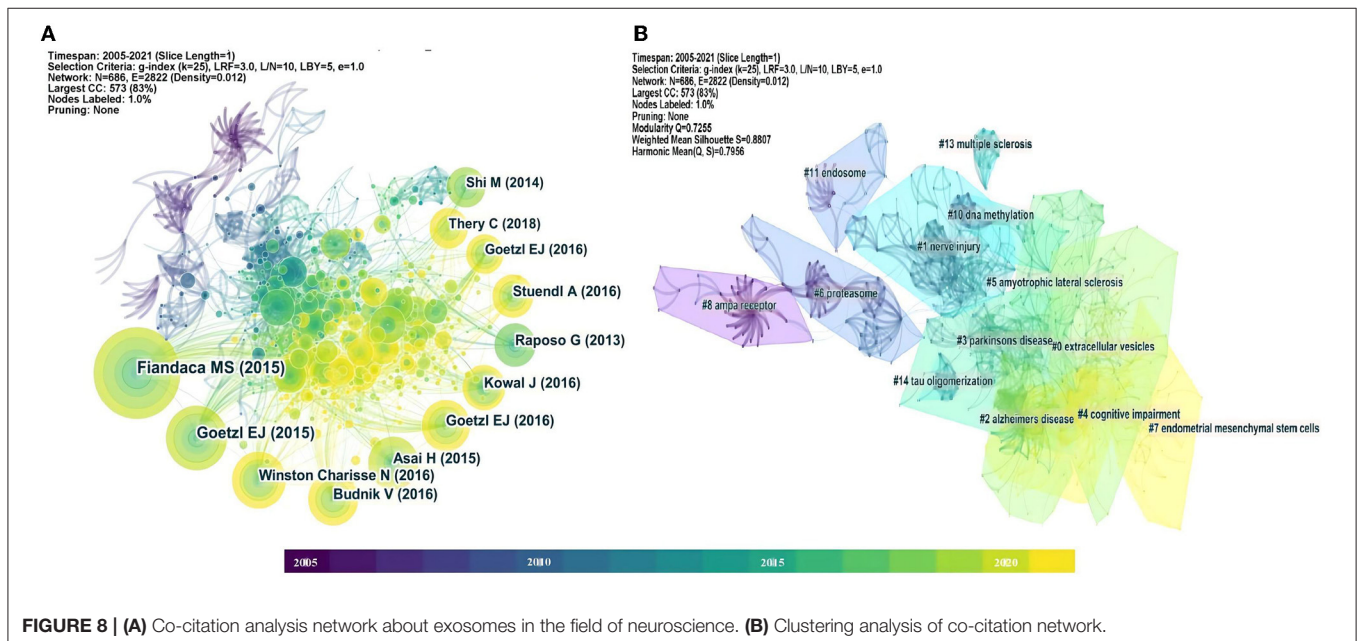 A
Timespan: 2005-2021 (Slice Length=1)
Selection Criteria: g-index (k=25), LRF=3.0, L/N=10, LBY=5, e=1.0
Network: N=686, E=2822 (Density=0.012)
Largest CC: 573 (83%)
Nodes Labeled: 1.0%
Pruning: None
Shi M (2014)
Thery C (2018)
Goetzl EJ (2016)
Stuendl A (2016)
Raposo G (2013)
Fiandaca MS (2015)
Kowal J (2016)
Goetzl EJ (2016)
Goetzl EJ (2015)
Asai H (2015)
Winston Charisse N (2016)
Budnik V (2016)
B
Timespan: 2005-2021 (Slice Length=1)
Selection Criteria: g-index (k=25), LRF=3.0, L/N=10, LBY=5, e=1.0
Network: N=686, E=2822 (Density=0.012)
Largest CC: 573 (83%)
Nodes Labeled: 1.0%
Pruning: None
Modularity Q=0.7255
Weighted Mean Silhouette S=0.8807
Harmonic Mean(Q, S)=0.7956
#13 multiple sclerosis
#11 endosome
#10 dna methylation
#1 nerve injury
#5 amyotrophic lateral sclerosis
#6 proteasome
#8 ampa receptor
#3 parkinsons disease
#0 extracellular vesicles
#14 tau oligomerization
#2 alzheimers disease
#4 cognitive impairment
#7 endometrial mesenchymal stem cells
2005
2010
2015
2020
FIGURE 8 | (A) Co-citation analysis network about exosomes in the field of neuroscience. (B) Clustering analysis of co-citation network.